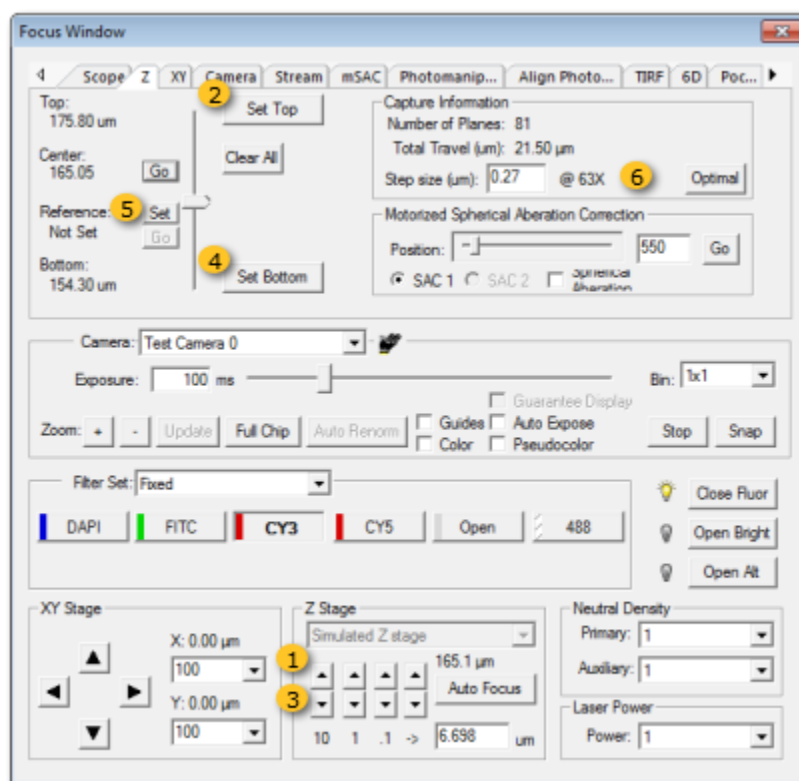 Focus Window
Scope Z XY Camera Stream mSAC Photomanip... Align Photo... TIRF 6D Poc...
Top:
175.80 um
2
Set Top
Center:
165.05
Go
Clear All
Reference:
5
Set
Not Set
Go
Bottom:
154.30 um
4
Set Bottom
Capture Information
Number of Planes: 81
Total Travel (um): 21.50 µm
Step size (um): 0.27 @ 63X 6 Optimal
Motorized Spherical Aberration Correction
Position: 550 Go
SAC 1 SAC 2 Spherical
Aberration
Camera: Test Camera 0
Exposure: 100 ms
Bin: 1x1
Guarantee Display
Zoom: + - Update Full Chip Auto Renorm
Guides Auto Expose
Color Pseudocolor
Stop Snap
Filter Set: Fixed
DAPI FITC CY3 CY5 Open 488
Close Fluor
Open Bright
Open Alt
XY Stage
X: 0.00 µm
100
Y: 0.00 µm
100
Z Stage
Simulated Z stage
1
165.1 µm
3
Auto Focus
10 1 .1 -> 6.698 um
Neutral Density
Primary: 1
Auxiliary: 1
Laser Power
Power: 1